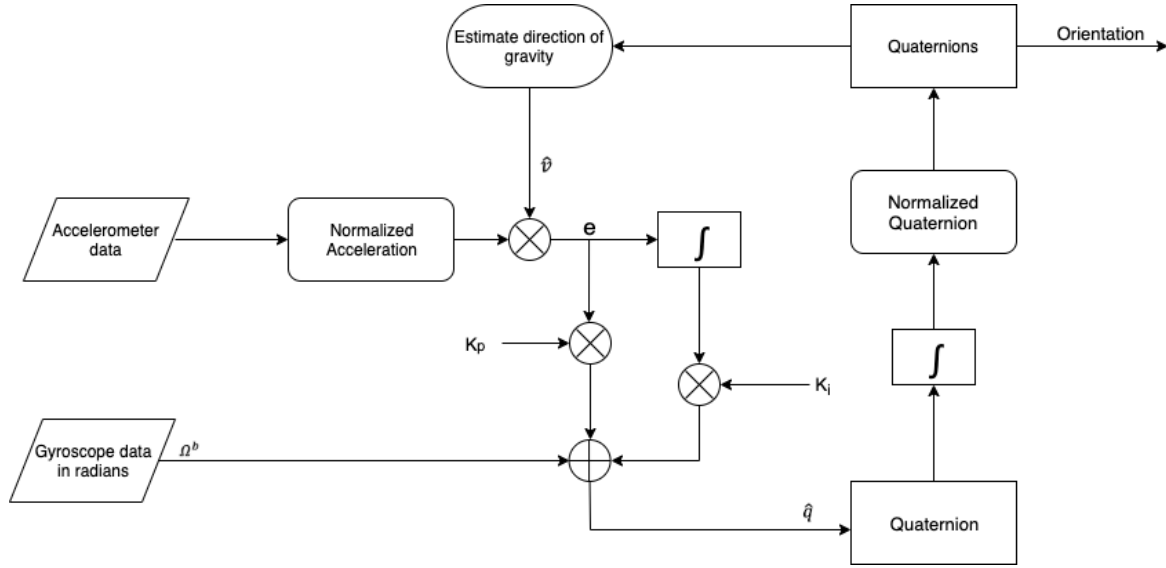 Estimate direction of
gravity
Quaternions
Orientation
v̂
Accelerometer
data
Normalized
Acceleration
e
∫
Normalized
Quaternion
Kₚ
Kᵢ
∫
Gyroscope data
in radians
Ωᵇ
q̂
Quaternion